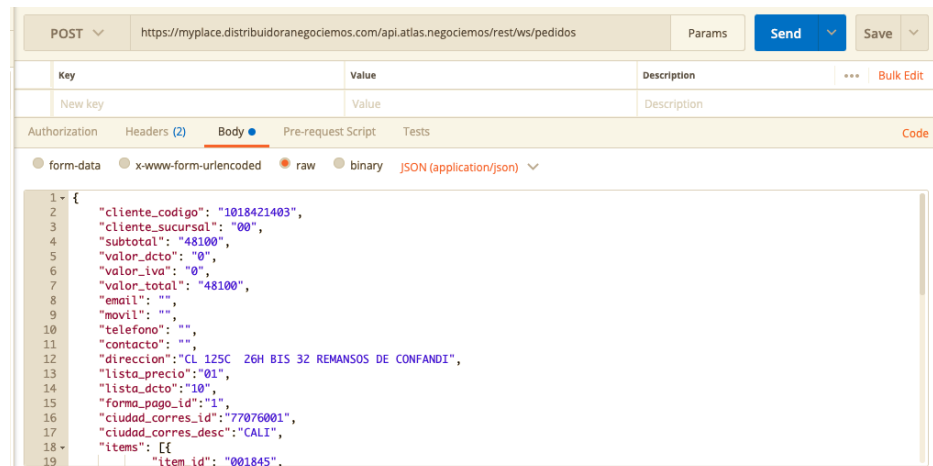 POST https://myplace.distribuidoranegociemos.com/api.atlas.negociemos/rest/ws/pedidos Params Send Save
Key Value Description ••• Bulk Edit
New key Value Description
Authorization Headers (2) Body Pre-request Script Tests Code
form-data x-www-form-urlencoded raw binary JSON (application/json)
1 {
2 "cliente_codigo": "1018421403",
3 "cliente_sucursal": "00",
4 "subtotal": "48100",
5 "valor_dcto": "0",
6 "valor_iva": "0",
7 "valor_total": "48100",
8 "email": "",
9 "movil": "",
10 "telefono": "",
11 "contacto": "",
12 "direccion":"CL 125C  26H BIS 32 REMANSOS DE CONFANDI",
13 "lista_precio":"01",
14 "lista_dcto":"10",
15 "forma_pago_id":"1",
16 "ciudad_corres_id":"77076001",
17 "ciudad_corres_desc":"CALI",
18 "items": [{
19 "item_id": "001845",